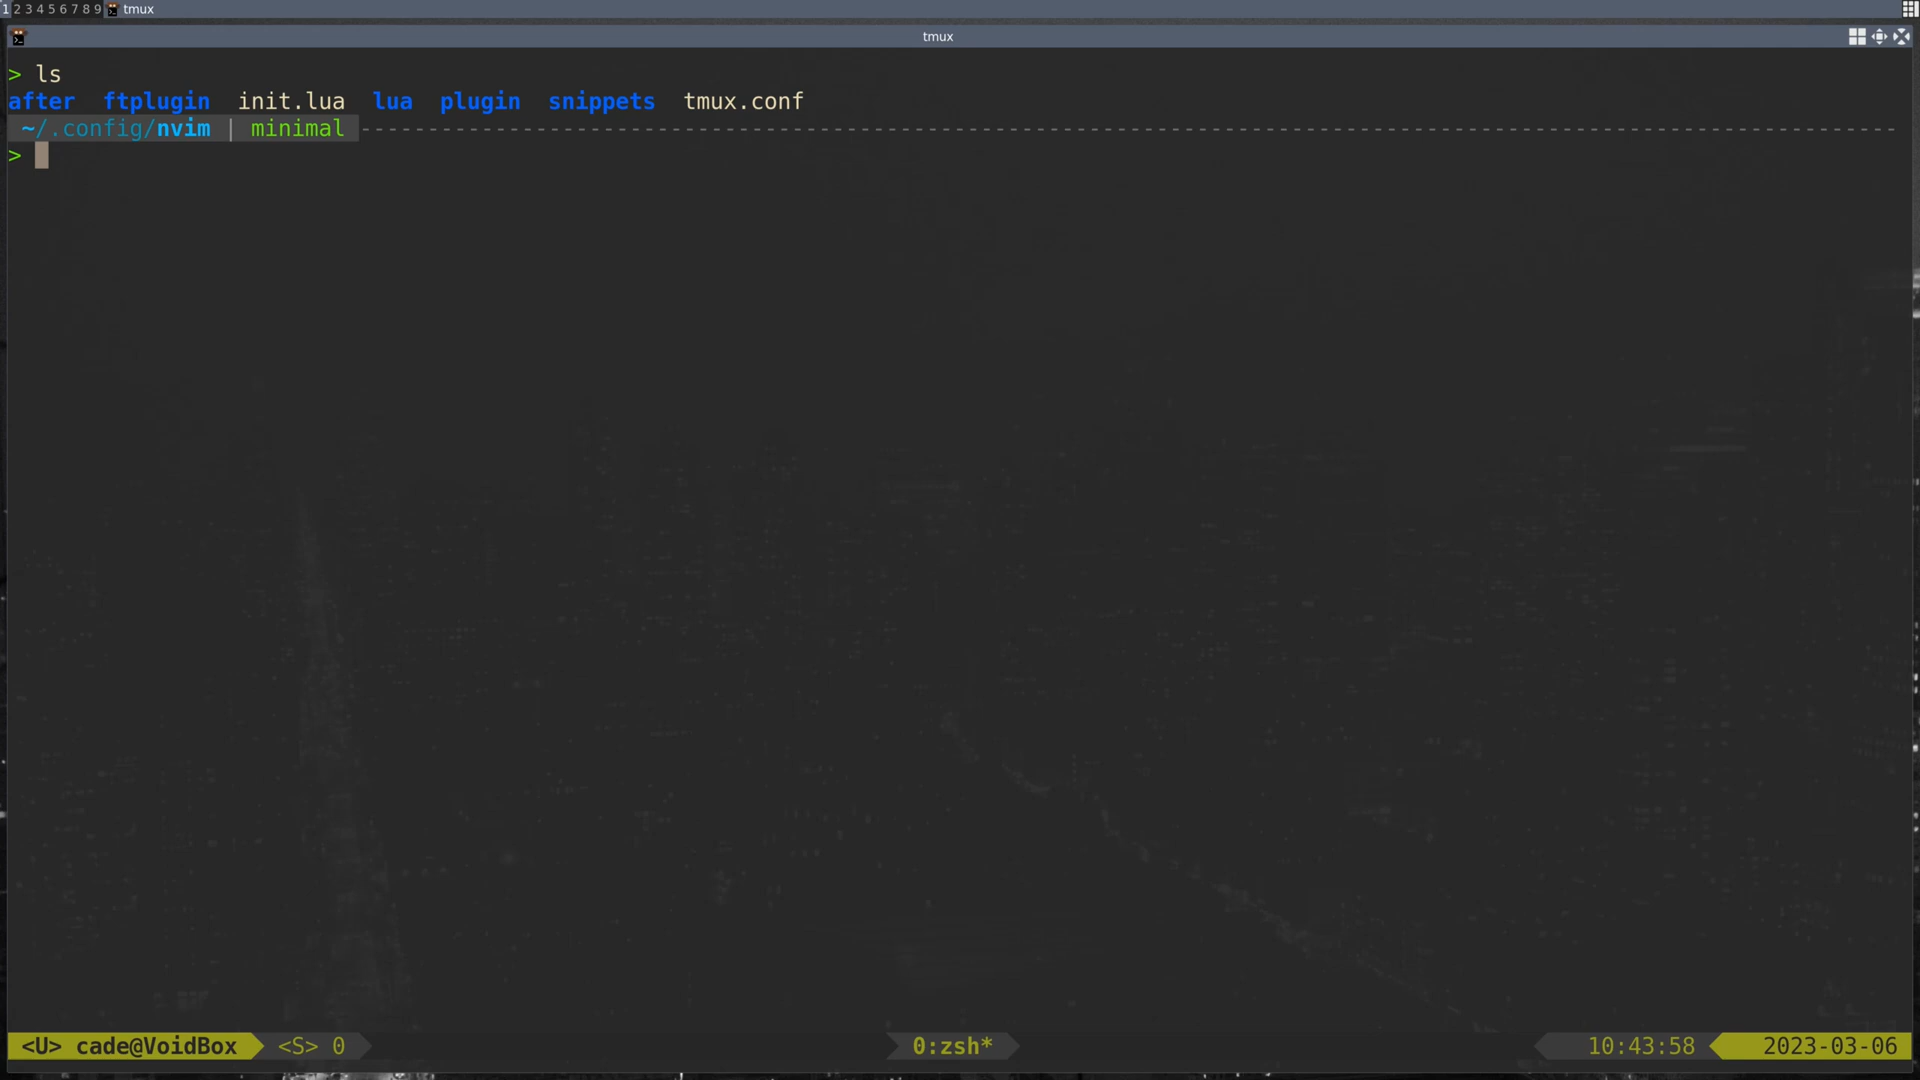 1 2 3 4 5 6 7 8 9 tmux
tmux
> ls
after ftplugin init.lua lua plugin snippets tmux.conf
~/.config/nvim | minimal
>
<U> cade@VoidBox <S> 0 0:zsh* 10:43:58 2023-03-06